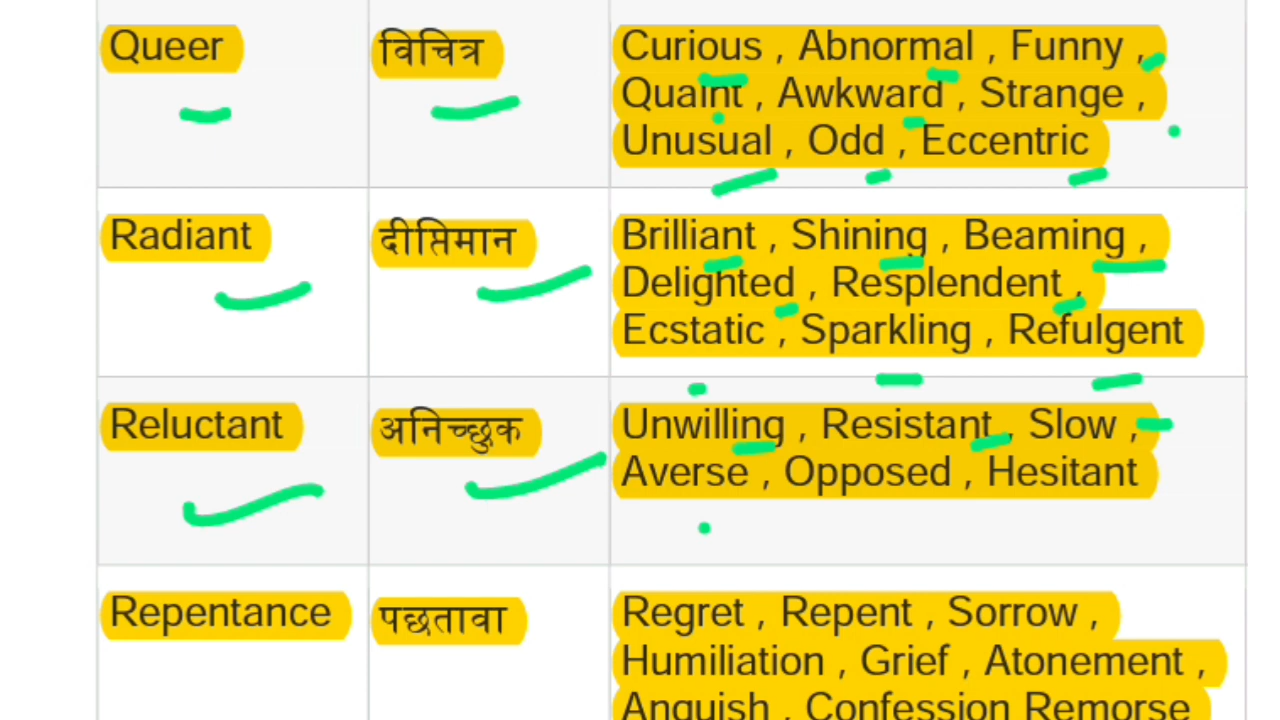 Queer
विचित्र
Curious , Abnormal , Funny ,
Quaint , Awkward , Strange ,
Unusual , Odd , Eccentric
Radiant
दीप्तिमान
Brilliant , Shining , Beaming ,
Delighted , Resplendent ,
Ecstatic , Sparkling , Refulgent
Reluctant
अनिच्छुक
Unwilling , Resistant , Slow ,
Averse , Opposed , Hesitant
Repentance
पछतावा
Regret , Repent , Sorrow ,
Humiliation , Grief , Atonement ,
Anguish , Confession Remorse